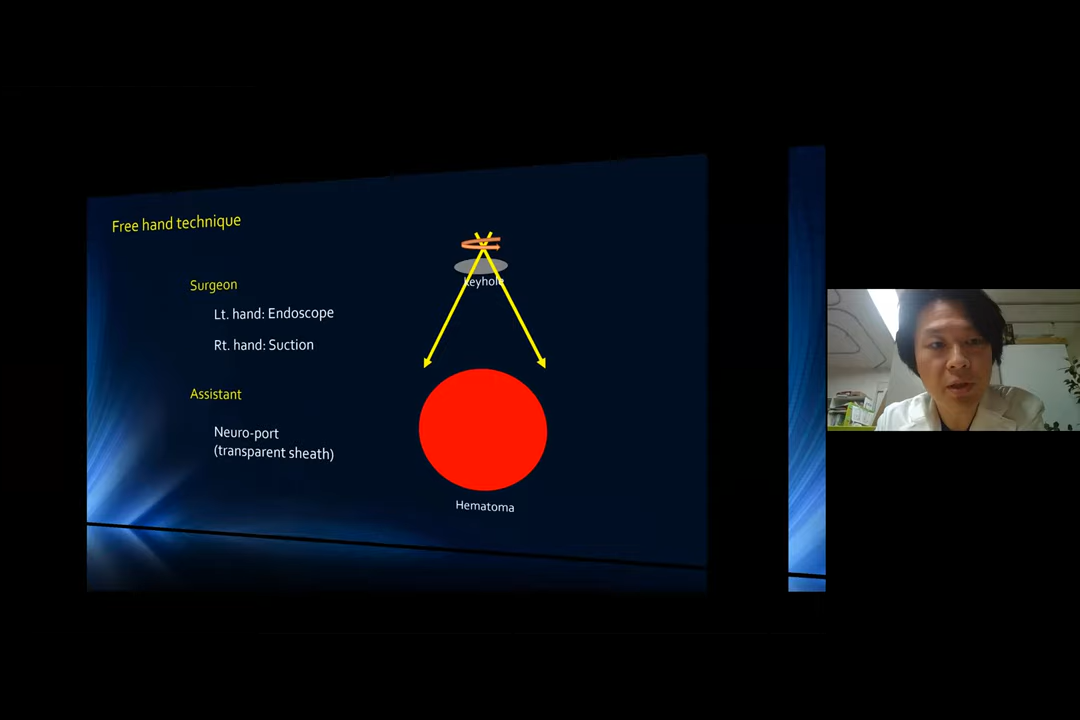 Free hand technique
Surgeon
Lt. hand: Endoscope
Rt. hand: Suction
Assistant
Neuro-port
(transparent sheath)
keyhole
Hematoma